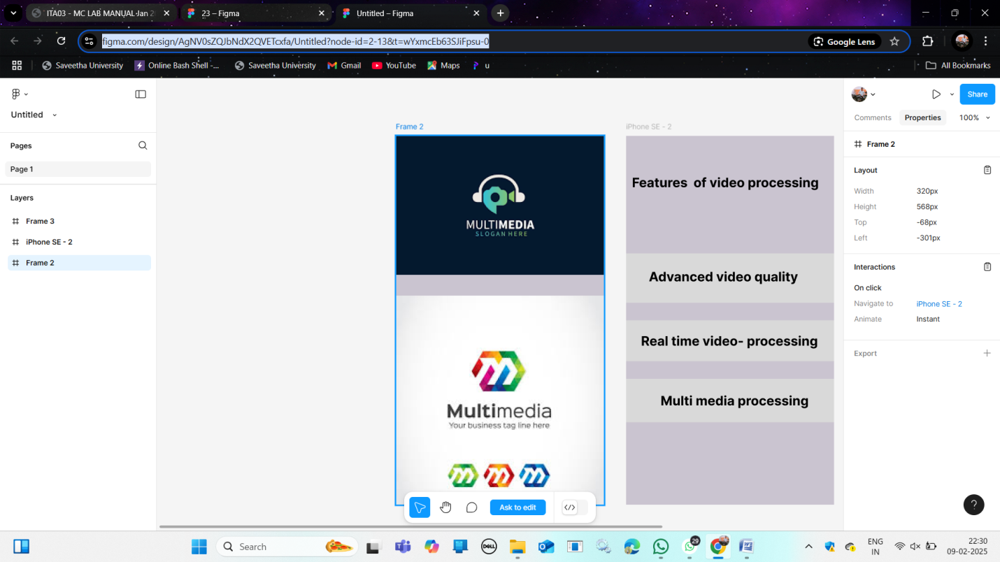 ITA03 - MC LAB MANUAL-Jan 2
23 – Figma
Untitled – Figma
figma.com/design/AgNV0sZQJbNdX2QVETcxfa/Untitled?node-id=2-13&t=wYxmcEb63SJiFpsu-0
Google Lens
Saveetha University
Online Bash Shell -...
Saveetha University
Gmail
YouTube
Maps
u
All Bookmarks
Untitled
Pages
Page 1
Layers
Frame 3
iPhone SE - 2
Frame 2
Frame 2
MULTIMEDIA
SLOGAN HERE
Multimedia
Your business tag line here
iPhone SE - 2
Features of video processing
Advanced video quality
Real time video- processing
Multi media processing
Ask to edit
Share
Comments
Properties
100%
Frame 2
Layout
Width 320px
Height 568px
Top -68px
Left -301px
Interactions
On click
Navigate to iPhone SE - 2
Animate Instant
Export
?
Search
DELL
29
ENG
IN
22:30
09-02-2025